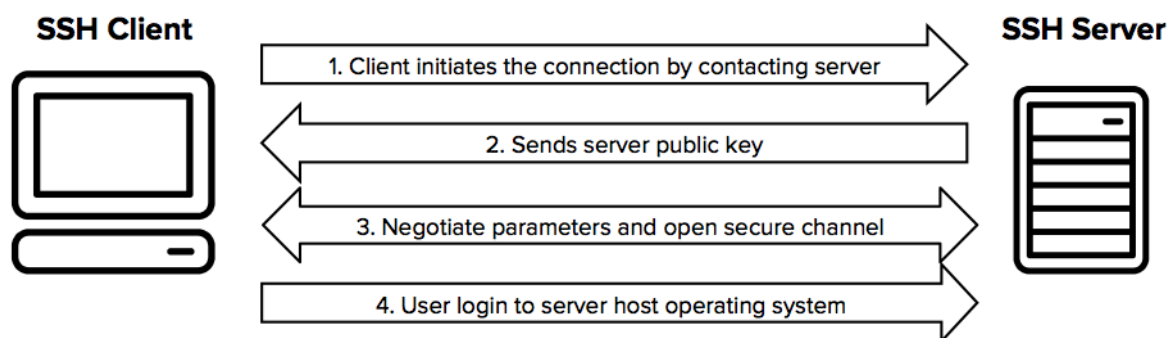 SSH Client
SSH Server
1. Client initiates the connection by contacting server
2. Sends server public key
3. Negotiate parameters and open secure channel
4. User login to server host operating system